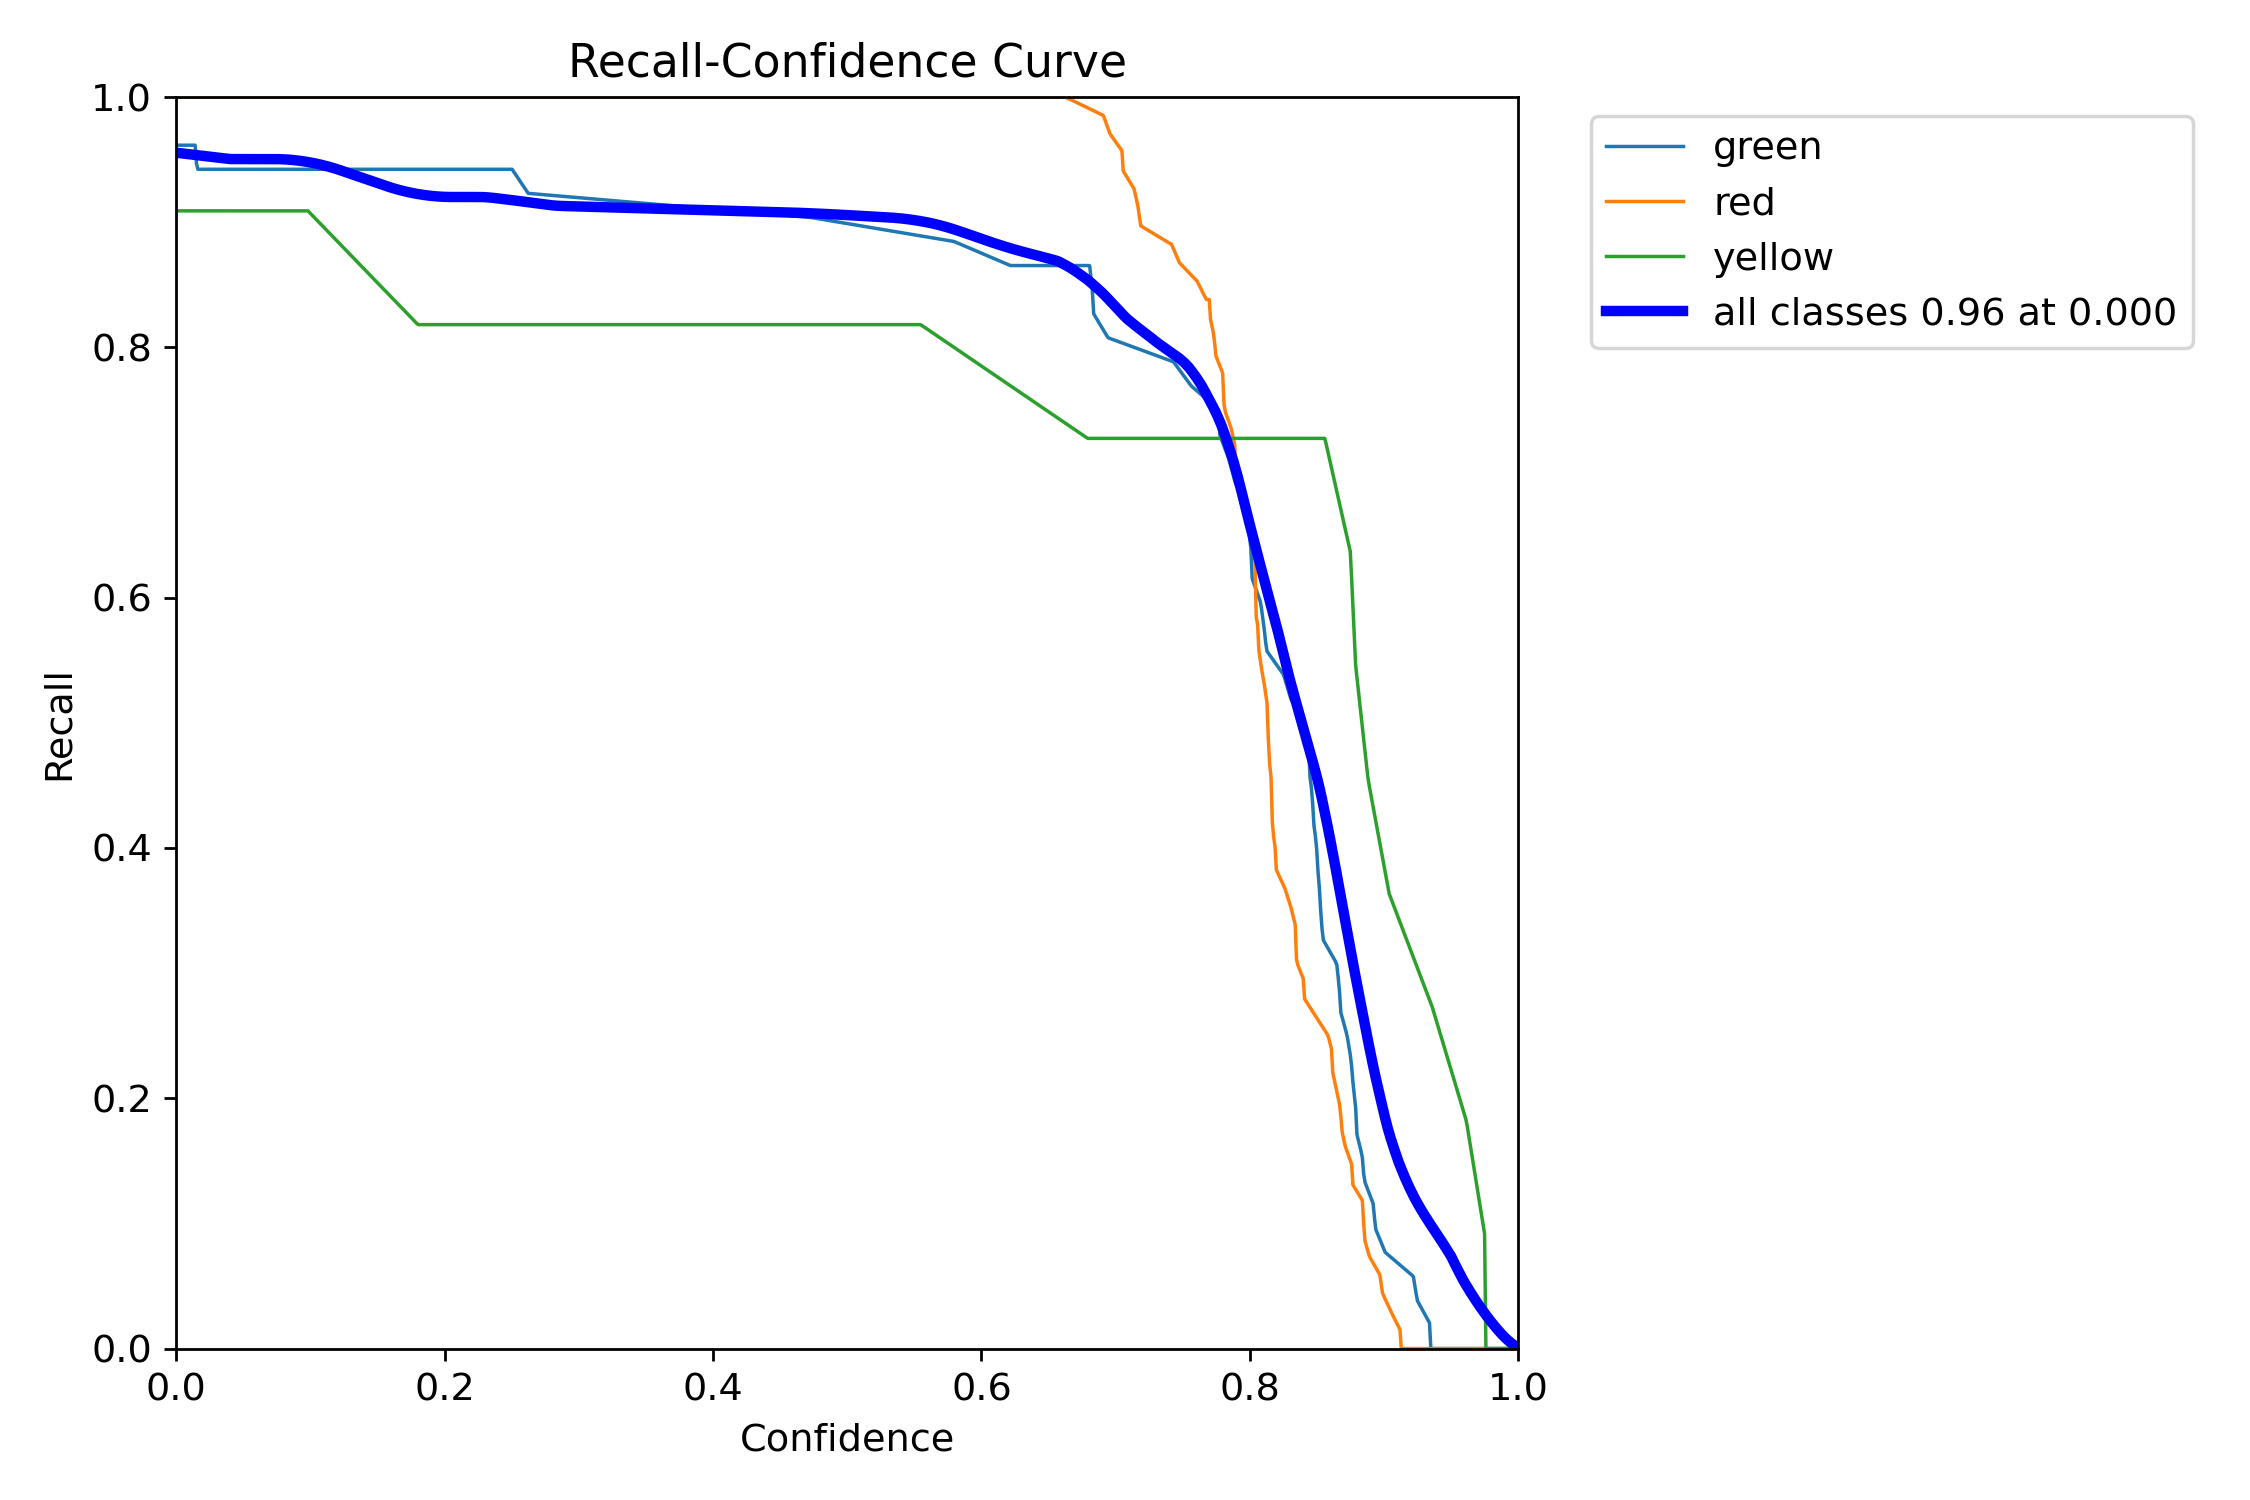 Recall-Confidence Curve
1.0
0.8
0.6
0.4
0.2
0.0
Recall
0.0 0.2 0.4 0.6 0.8 1.0
Confidence
green
red
yellow
all classes 0.96 at 0.000